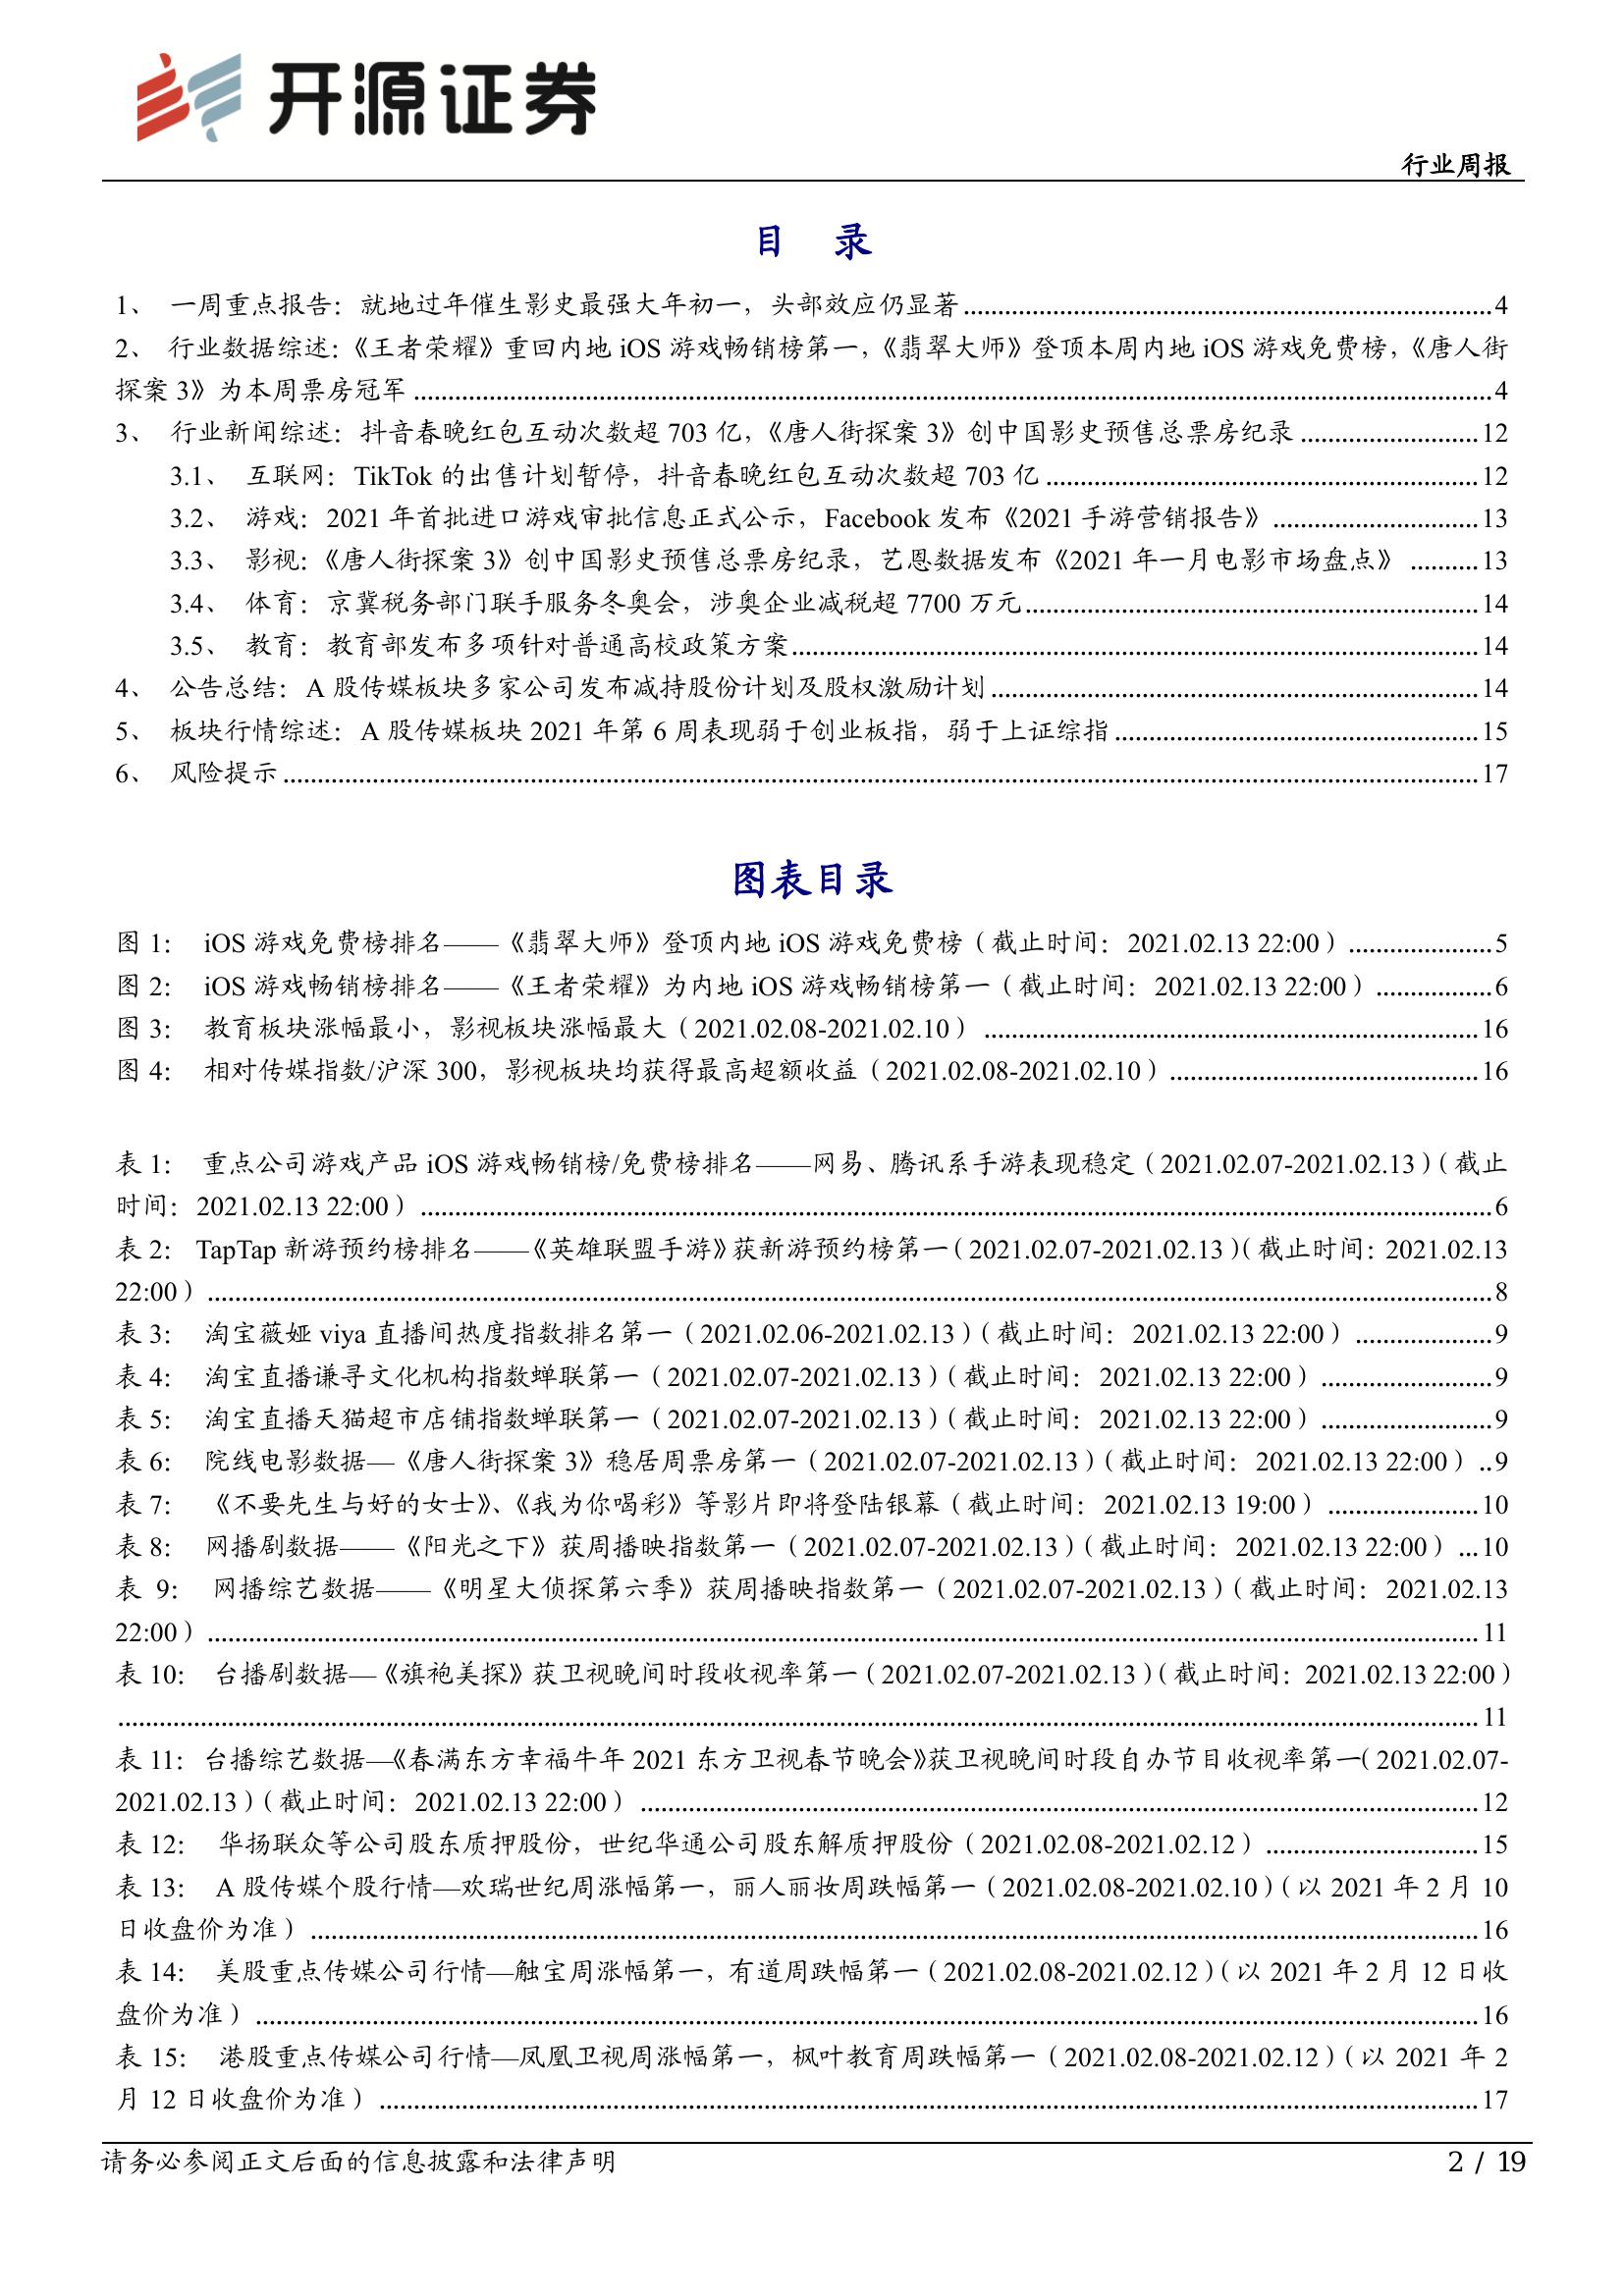 开源证券
行业周报
目 录
1、 一周重点报告：就地过年催生影史最强大年初一，头部效应仍显著 ........ 4
2、 行业数据综述：《王者荣耀》重回内地 iOS 游戏畅销榜第一，《翡翠大师》登顶本周内地 iOS 游戏免费榜，《唐人街
探案 3》为本周票房冠军 ........ 4
3、 行业新闻综述：抖音春晚红包互动次数超 703 亿，《唐人街探案 3》创中国影史预售总票房纪录 ........ 12
3.1、 互联网：TikTok 的出售计划暂停，抖音春晚红包互动次数超 703 亿 ........ 12
3.2、 游戏：2021 年首批进口游戏审批信息正式公示，Facebook 发布《2021 手游营销报告》 ........ 13
3.3、 影视：《唐人街探案 3》创中国影史预售总票房纪录，艺恩数据发布《2021 年一月电影市场盘点》 ........ 13
3.4、 体育：京冀税务部门联手服务冬奥会，涉奥企业减税超 7700 万元 ........ 14
3.5、 教育：教育部发布多项针对普通高校政策方案 ........ 14
4、 公告总结：A 股传媒板块多家公司发布减持股份计划及股权激励计划 ........ 14
5、 板块行情综述：A 股传媒板块 2021 年第 6 周表现弱于创业板指，弱于上证综指 ........ 15
6、 风险提示 ........ 17
图表目录
图 1： iOS 游戏免费榜排名——《翡翠大师》登顶内地 iOS 游戏免费榜（截止时间：2021.02.13 22:00） ........ 5
图 2： iOS 游戏畅销榜排名——《王者荣耀》为内地 iOS 游戏畅销榜第一（截止时间：2021.02.13 22:00） ........ 6
图 3： 教育板块涨幅最小，影视板块涨幅最大（2021.02.08-2021.02.10） ........ 16
图 4： 相对传媒指数/沪深 300，影视板块均获得最高超额收益（2021.02.08-2021.02.10） ........ 16
表 1： 重点公司游戏产品 iOS 游戏畅销榜/免费榜排名——网易、腾讯系手游表现稳定（2021.02.07-2021.02.13）（截止
时间：2021.02.13 22:00） ........ 6
表 2： TapTap 新游预约榜排名——《英雄联盟手游》获新游预约榜第一（2021.02.07-2021.02.13）（截止时间：2021.02.13
22:00） ........ 8
表 3： 淘宝薇娅 viya 直播间热度指数排名第一（2021.02.06-2021.02.13）（截止时间：2021.02.13 22:00） ........ 9
表 4： 淘宝直播谦寻文化机构指数蝉联第一（2021.02.07-2021.02.13）（截止时间：2021.02.13 22:00） ........ 9
表 5： 淘宝直播天猫超市店铺指数蝉联第一（2021.02.07-2021.02.13）（截止时间：2021.02.13 22:00） ........ 9
表 6： 院线电影数据—《唐人街探案 3》稳居周票房第一（2021.02.07-2021.02.13）（截止时间：2021.02.13 22:00） .. 9
表 7： 《不要先生与好的女士》、《我为你喝彩》等影片即将登陆银幕（截止时间：2021.02.13 19:00） ........ 10
表 8： 网播剧数据——《阳光之下》获周播映指数第一（2021.02.07-2021.02.13）（截止时间：2021.02.13 22:00） ... 10
表 9： 网播综艺数据——《明星大侦探第六季》获周播映指数第一（2021.02.07-2021.02.13）（截止时间：2021.02.13
22:00） ........ 11
表 10： 台播剧数据—《旗袍美探》获卫视晚间时段收视率第一（2021.02.07-2021.02.13）（截止时间：2021.02.13 22:00）
........ 11
表 11：台播综艺数据—《春满东方幸福牛年 2021 东方卫视春节晚会》获卫视晚间时段自办节目收视率第一（2021.02.07-
2021.02.13）（截止时间：2021.02.13 22:00） ........ 12
表 12： 华扬联众等公司股东质押股份，世纪华通公司股东解质押股份（2021.02.08-2021.02.12） ........ 15
表 13： A 股传媒个股行情—欢瑞世纪周涨幅第一，丽人丽妆周跌幅第一（2021.02.08-2021.02.10）（以 2021 年 2 月 10
日收盘价为准） ........ 16
表 14： 美股重点传媒公司行情—触宝周涨幅第一，有道周跌幅第一（2021.02.08-2021.02.12）（以 2021 年 2 月 12 日收
盘价为准） ........ 16
表 15： 港股重点传媒公司行情—凤凰卫视周涨幅第一，枫叶教育周跌幅第一（2021.02.08-2021.02.12）（以 2021 年 2
月 12 日收盘价为准） ........ 17
请务必参阅正文后面的信息披露和法律声明
2 / 19